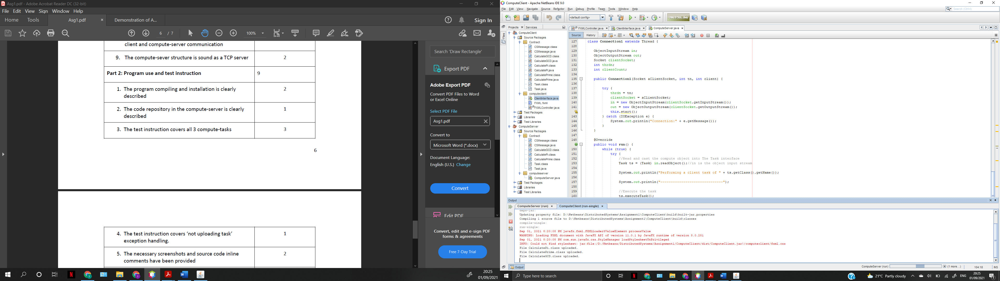 Asg1.pdf - Adobe Acrobat Reader DC (32-bit)
File Edit View Sign Window Help
Home Tools Asg1.pdf × Demonstration of A... Sign In
6 / 7 100%
client and compute-server communication
9. The compute-sever structure is sound as a TCP server 2
Part 2: Program use and test instruction 9
1. The program compiling and installation is clearly 2
described
2. The code repository in the compute-server is clearly 1
described
3. The test instruction covers all 3 compute-tasks 3
6
4. The test instruction covers ‘not uploading task’ 1
exception handling.
5. The necessary screenshots and source code inline 2
comments have been provided
Search 'Draw Rectangle'
Export PDF
Adobe Export PDF
Convert PDF Files to Word
or Excel Online
Select PDF File
Asg1.pdf
Convert to
Microsoft Word (*.docx)
Document Language:
English (U.S.) Change
Convert
Edit PDF
Convert, edit and e-sign PDF
forms & agreements
Free 7-Day Trial
20:25
01/09/2021
ComputeClient - Apache NetBeans IDE 9.0
File Edit View Navigate Source Refactor Run Debug Profile Team Tools Window Help
Search (Ctrl+I)
<default config>
Projects × Services
Files
ComputeClient
Source Packages
Contract
CSMessage.class
CSMessage.java
CalculateGCD.class
CalculateGCD.java
CalculatePi.class
CalculatePi.java
CalculatePrime.class
CalculatePrime.java
Task.class
Task.java
computeclient
ClientInterface.java
FXML.fxml
FXMLController.java
Test Packages
Libraries
Test Libraries
ComputeServer
Source Packages
Contract
CSMessage.class
CSMessage.java
CalculateGCD.class
CalculatePi.class
CalculatePrime.class
Task.class
Task.java
computeserver
ComputeServer.java
Test Packages
Libraries
Test Libraries
FXMLController.java × ClientInterface.java × ComputeServer.java ×
Source History
127 class Connection1 extends Thread {
128
129 ObjectInputStream in;
130 ObjectOutputStream out;
131 Socket clientSocket;
132 int thrdn;
133 int clientCount;
134
135 public Connection1(Socket aClientSocket, int tn, int client) {
136
137 try {
138 thrdn = tn;
139 clientSocket = aClientSocket;
140 in = new ObjectInputStream(clientSocket.getInputStream());
141 out = new ObjectOutputStream(clientSocket.getOutputStream());
this.start();
143 } catch (IOException e) {
144 System.out.println("Connection:" + e.getMessage());
145 }
146 }
147
148 @Override
public void run() {
150 while (true) {
151 try {
152 //Read and cast the compute object into The Task interface
153 Task ts = (Task) in.readObject();//in is the object input stream
154
155 System.out.println("Performing a client task of " + ts.getClass().getName());
156
157 System.out.println("------------------------------");
158
159 //Execute the task
160 ts.executeTask();
Output
ComputeServer (run) × ComputeClient (run-single) ×
deps-jar:
Updating property file: D:\Netbeans\DistributedSystems\Assignment1\ComputeClient\build\built-jar.properties
Compiling 1 source file to D:\Netbeans\DistributedSystems\Assignment1\ComputeClient\build\classes
compile-single:
run-single:
Sep 01, 2021 8:20:08 PM javafx.fxml.FXMLLoader$ValueElement processValue
WARNING: Loading FXML document with JavaFX API of version 11.0.1 by JavaFX runtime of version 8.0.281
Sep 01, 2021 8:20:08 PM com.sun.javafx.css.StyleManager loadStylesheetUnPrivileged
INFO: Could not find stylesheet: jar:file:/D:/Netbeans/DistributedSystems/Assignment1/ComputeClient/dist/ComputeClient.jar!/computeclient/fxml.css
File CalculatePi.class uploaded.
File CalculatePrime.class uploaded.
File CalculateGCD.class uploaded.
Output
ComputeServer (run) (1 more...) 104:18 INS
Type here to search
21°C Partly cloudy ENG 20:25
01/09/2021